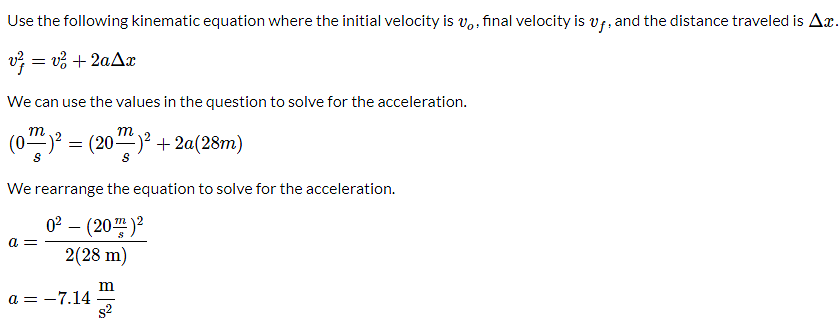 Use the following kinematic equation where the initial velocity is $v_o$, final velocity is $v_f$, and the distance traveled is $\Delta x$.
$v_f^2 = v_o^2 + 2a\Delta x$
We can use the values in the question to solve for the acceleration.
$(0\frac{m}{s})^2 = (20\frac{m}{s})^2 + 2a(28m)$
We rearrange the equation to solve for the acceleration.
$a = \frac{0^2 - (20\frac{m}{s})^2}{2(28 \text{ m})}$
$a = -7.14 \frac{\text{m}}{\text{s}^2}$